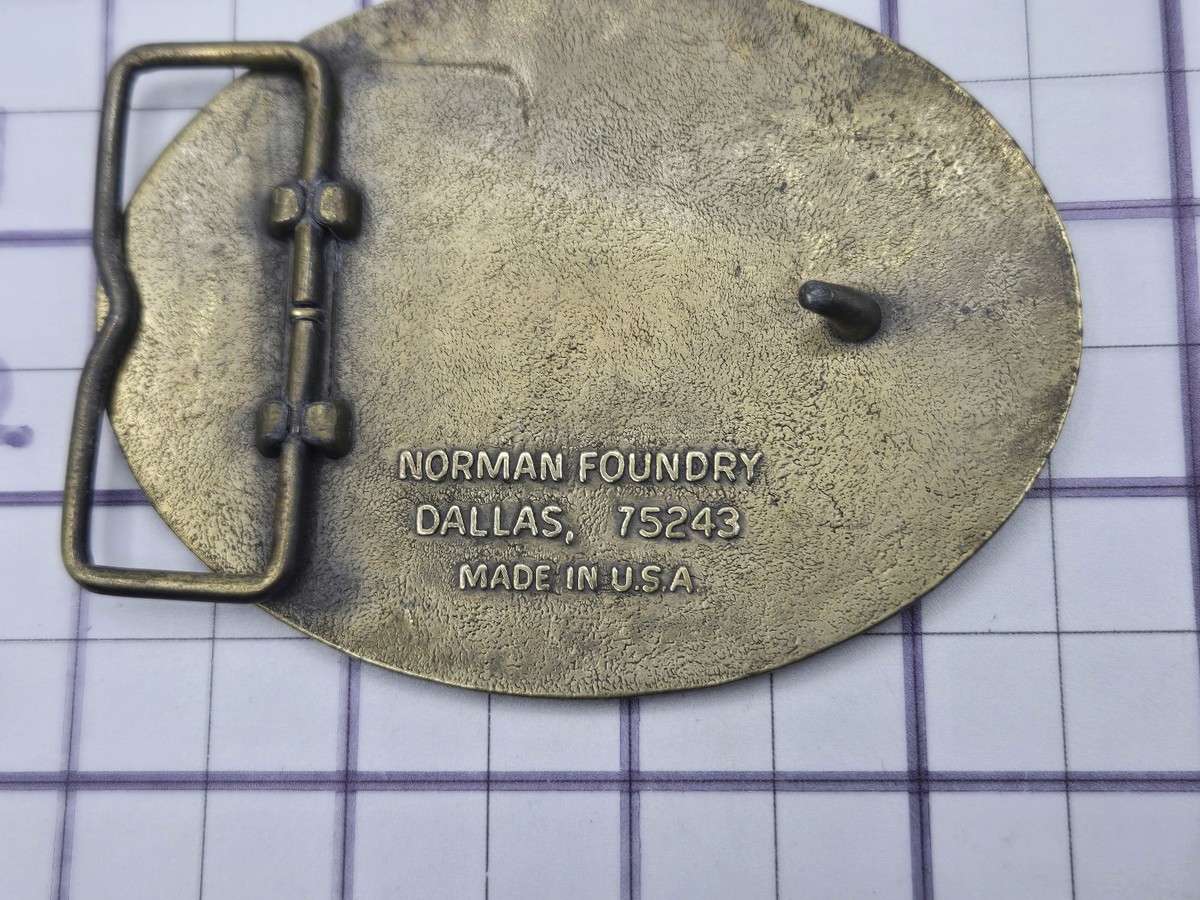 NORMAN FOUNDRY
DALLAS, 75243
MADE IN U.S.A.